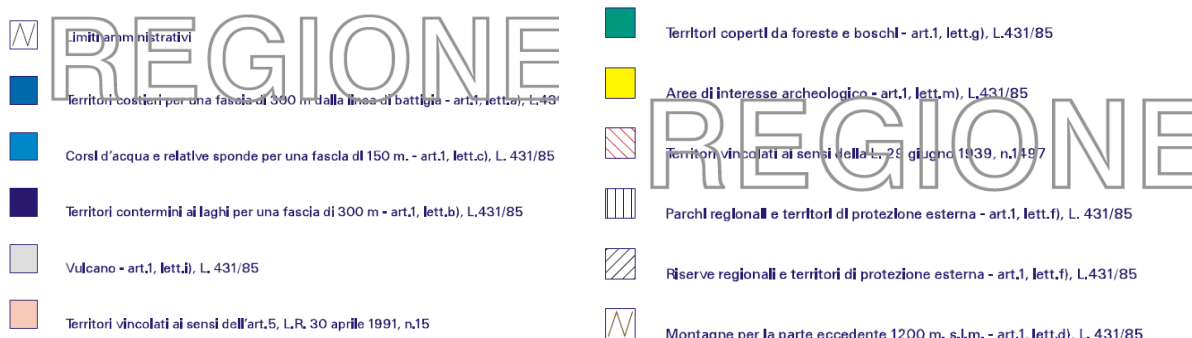 REGIONE
Limiti amministrativi
Territori costieri per una fascia di 300 m dalla linea di battigia - art.1, lett.a), L.43
Corsi d'acqua e relative sponde per una fascia di 150 m. - art.1, lett.c), L. 431/85
Territori contermini ai laghi per una fascia di 300 m - art.1, lett.b), L.431/85
Vulcano - art.1, lett.i), L. 431/85
Territori vincolati ai sensi dell'art.5, L.R. 30 aprile 1991, n.15
Territori coperti da foreste e boschi - art.1, lett.g), L.431/85
Aree di interesse archeologico - art.1, lett.m), L.431/85
REGIONE
Territori vincolati ai sensi della L. 29 giugno 1939, n.1497
Parchi regionali e territori di protezione esterna - art.1, lett.f), L. 431/85
Riserve regionali e territori di protezione esterna - art.1, lett.f), L.431/85
Montagne per la parte eccedente 1200 m. s.l.m. - art.1, lett.d), L. 431/85